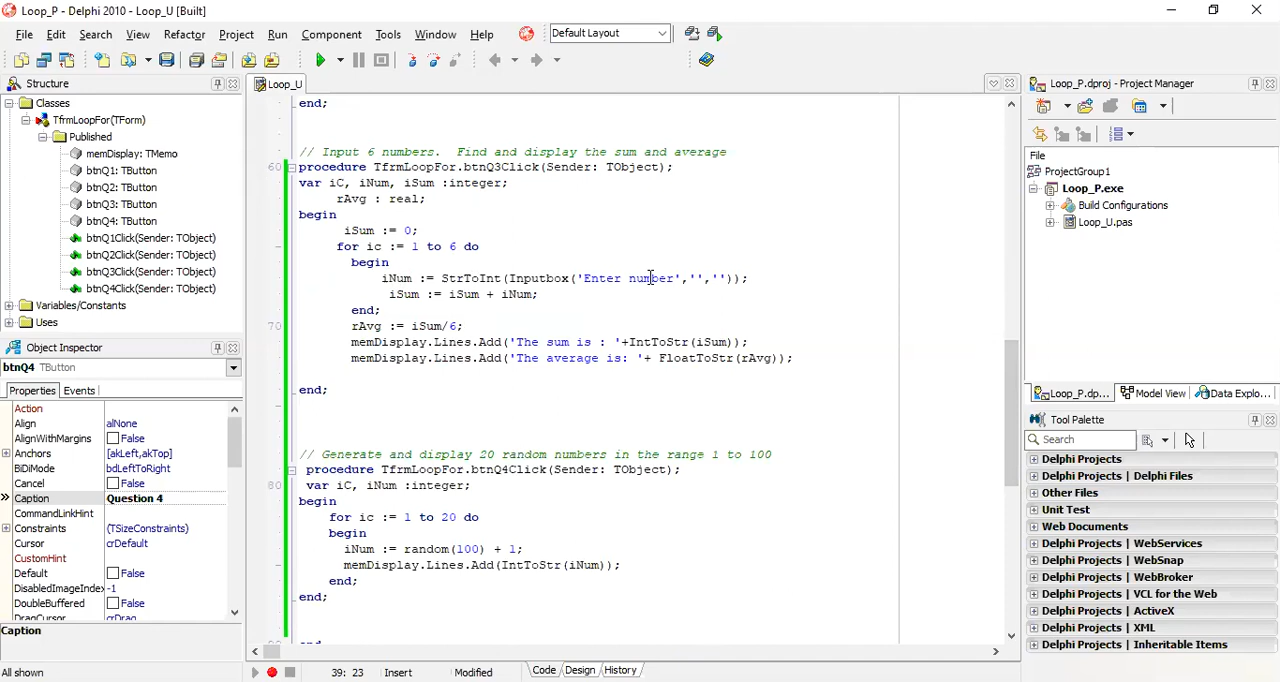 Loop_P - Delphi 2010 - Loop_U [Built]
File Edit Search View Refactor Project Run Component Tools Window Help Default Layout
Structure
Classes
TfrmLoopFor(TForm)
Published
memDisplay: TMemo
btnQ1: TButton
btnQ2: TButton
btnQ3: TButton
btnQ4: TButton
btnQ1Click(Sender: TObject)
btnQ2Click(Sender: TObject)
btnQ3Click(Sender: TObject)
btnQ4Click(Sender: TObject)
Variables/Constants
Uses
Object Inspector
btnQ4 TButton
Properties Events
Action
Align alNone
AlignWithMargins False
Anchors [akLeft,akTop]
BiDiMode bdLeftToRight
Cancel False
Caption Question 4
CommandLinkHint
Constraints (TSizeConstraints)
Cursor crDefault
CustomHint
Default False
DisabledImageIndex -1
DoubleBuffered False
DragCursor crDrag
Caption
All shown
Loop_U
end;
// Input 6 numbers.  Find and display the sum and average
60 procedure TfrmLoopFor.btnQ3Click(Sender: TObject);
var iC, iNum, iSum :integer;
rAvg : real;
begin
iSum := 0;
for ic := 1 to 6 do
begin
iNum := StrToInt(Inputbox('Enter number','',''));
iSum := iSum + iNum;
end;
70 rAvg := iSum/6;
memDisplay.Lines.Add('The sum is : '+IntToStr(iSum));
memDisplay.Lines.Add('The average is: '+ FloatToStr(rAvg));
end;
// Generate and display 20 random numbers in the range 1 to 100
procedure TfrmLoopFor.btnQ4Click(Sender: TObject);
80 var iC, iNum :integer;
begin
for ic := 1 to 20 do
begin
iNum := random(100) + 1;
memDisplay.Lines.Add(IntToStr(iNum));
end;
end;
end.
39: 23 Insert Modified Code Design History
Loop_P.dproj - Project Manager
File
ProjectGroup1
Loop_P.exe
Build Configurations
Loop_U.pas
Loop_P.dp... Model View Data Explo...
Tool Palette
Search
Delphi Projects
Delphi Projects | Delphi Files
Other Files
Unit Test
Web Documents
Delphi Projects | WebServices
Delphi Projects | WebSnap
Delphi Projects | WebBroker
Delphi Projects | VCL for the Web
Delphi Projects | ActiveX
Delphi Projects | XML
Delphi Projects | Inheritable Items